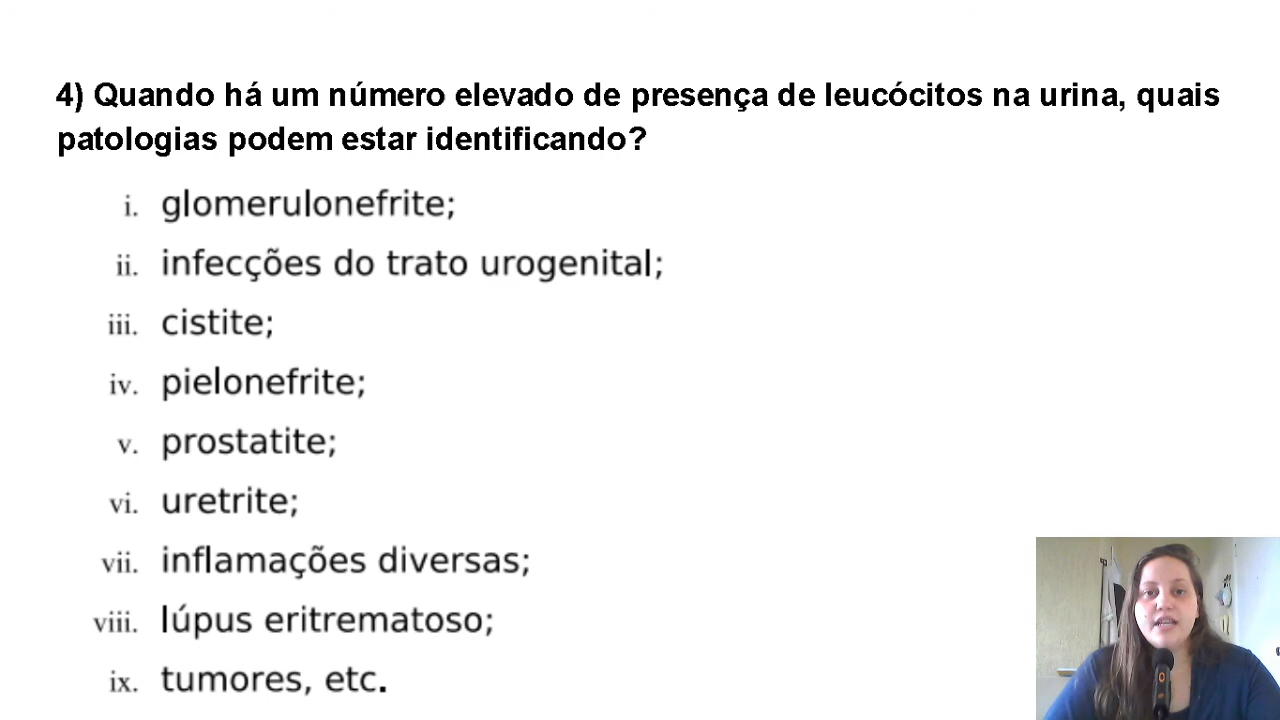 4) Quando há um número elevado de presença de leucócitos na urina, quais
patologias podem estar identificando?
i. glomerulonefrite;
ii. infecções do trato urogenital;
iii. cistite;
iv. pielonefrite;
v. prostatite;
vi. uretrite;
vii. inflamações diversas;
viii. lúpus eritrematoso;
ix. tumores, etc.